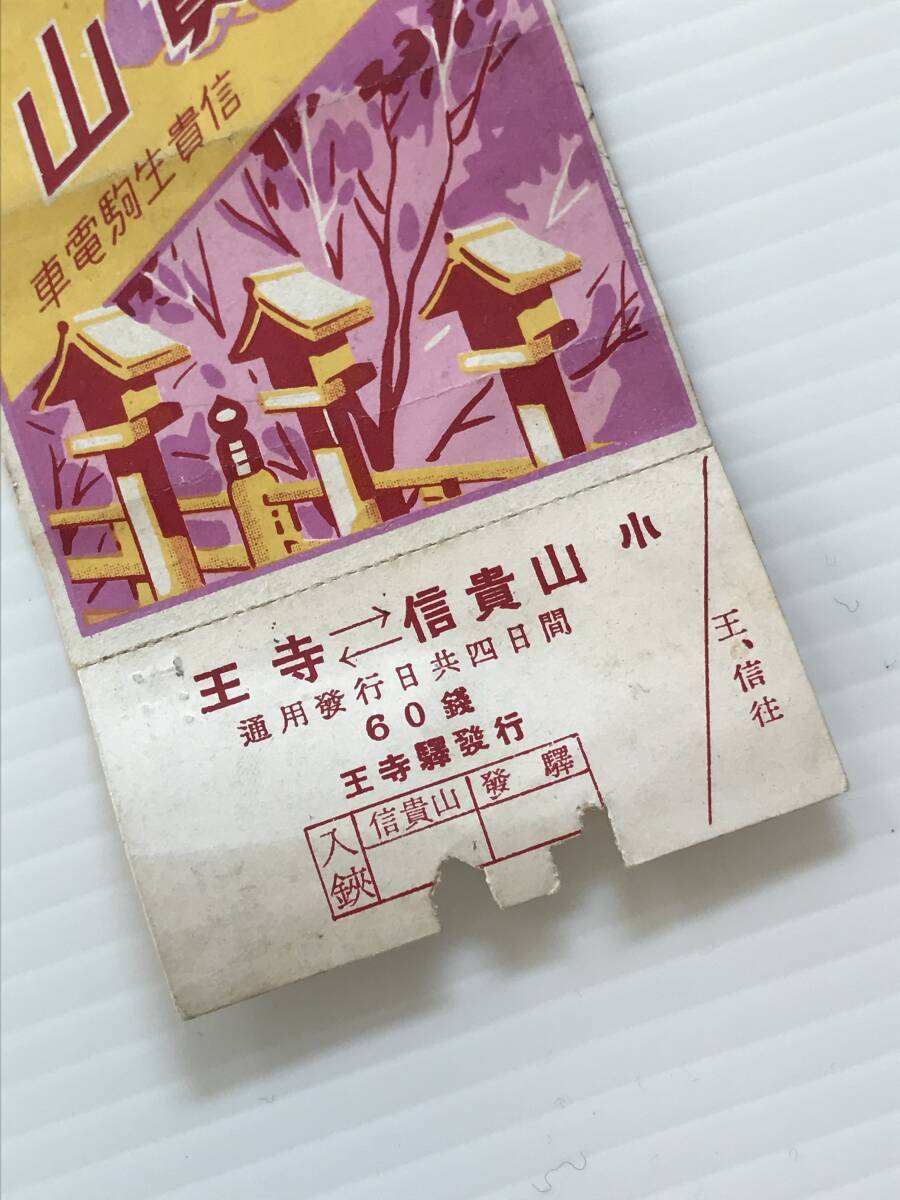 山
信貴生駒電車
王寺⇄信貴山 小
通用發行日共四日間
60錢
王寺驛發行
入鋏
信貴山
發驛
王、信往